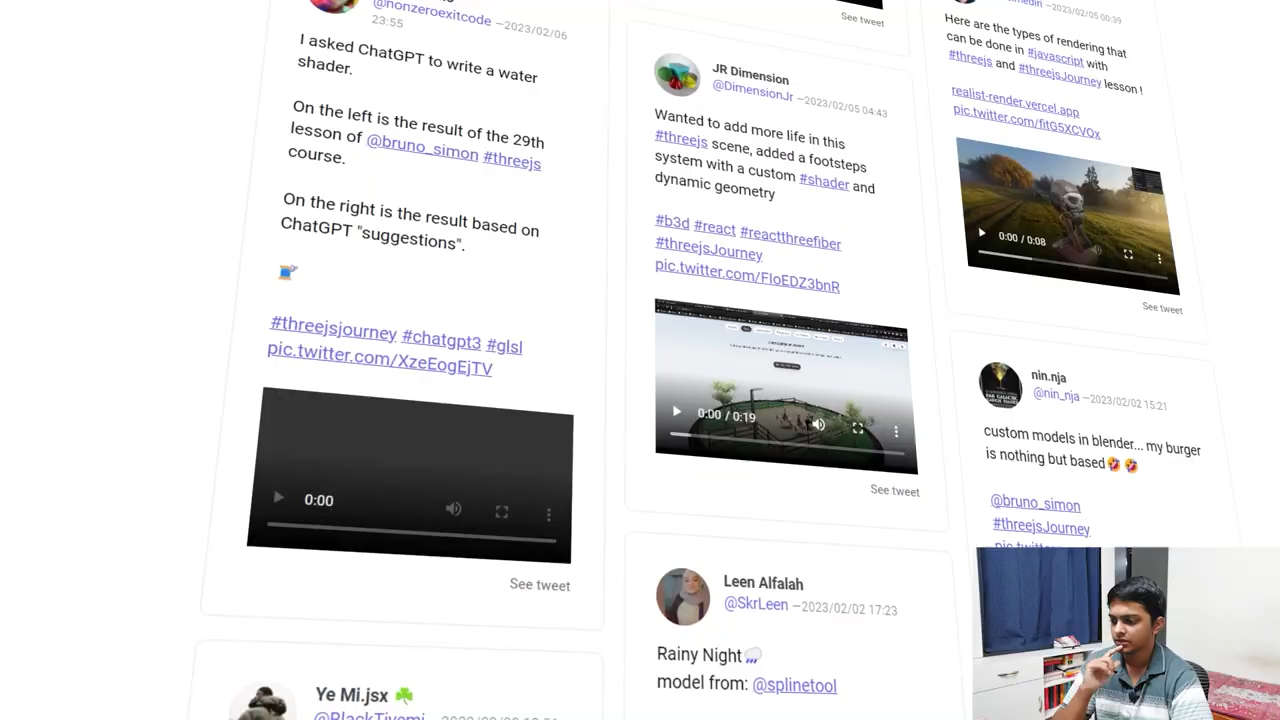 @nonzeroexitcode —2023/02/06
23:55
I asked ChatGPT to write a water
shader.
On the left is the result of the 29th
lesson of @bruno_simon #threejs
course.
On the right is the result based on
ChatGPT "suggestions".
#threejsjourney #chatgpt3 #glsl
pic.twitter.com/XzeEogEjTV
0:00
See tweet
Ye Mi.jsx
See tweet
JR Dimension
@DimensionJr —2023/02/05 04:43
Wanted to add more life in this
#threejs scene, added a footsteps
system with a custom #shader and
dynamic geometry
#b3d #react #reactthreefiber
#threejsJourney
pic.twitter.com/FIoEDZ3bnR
0:00 / 0:19
See tweet
Leen Alfalah
@SkrLeen —2023/02/02 17:23
Rainy Night
model from: @splinetool
—2023/02/05 00:39
Here are the types of rendering that
can be done in #javascript with
#threejs and #threejsJourney lesson !
realist-render.vercel.app
pic.twitter.com/fitG5XCVQx
0:00 / 0:08
See tweet
nin.nja
@nin_nja —2023/02/02 15:21
custom models in blender... my burger
is nothing but based
@bruno_simon
#threejsJourney